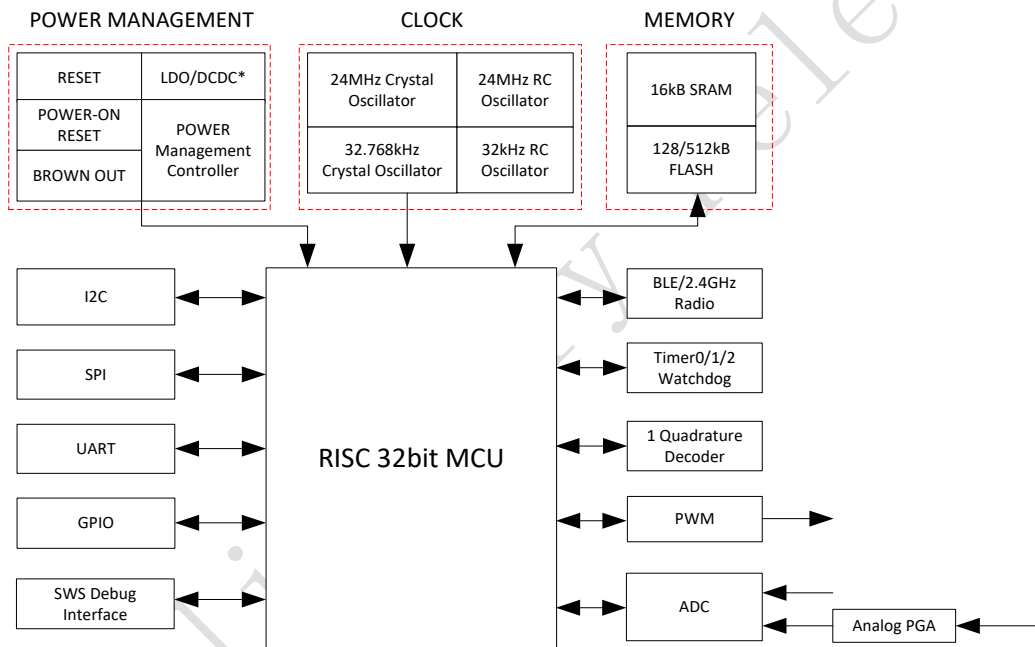 POWER MANAGEMENT
CLOCK
MEMORY
RESET
LDO/DCDC*
POWER-ON
RESET
POWER
Management
Controller
BROWN OUT
24MHz Crystal
Oscillator
24MHz RC
Oscillator
32.768kHz
Crystal Oscillator
32kHz RC
Oscillator
16kB SRAM
128/512kB
FLASH
I2C
SPI
UART
GPIO
SWS Debug
Interface
RISC 32bit MCU
BLE/2.4GHz
Radio
Timer0/1/2
Watchdog
1 Quadrature
Decoder
PWM
ADC
Analog PGA